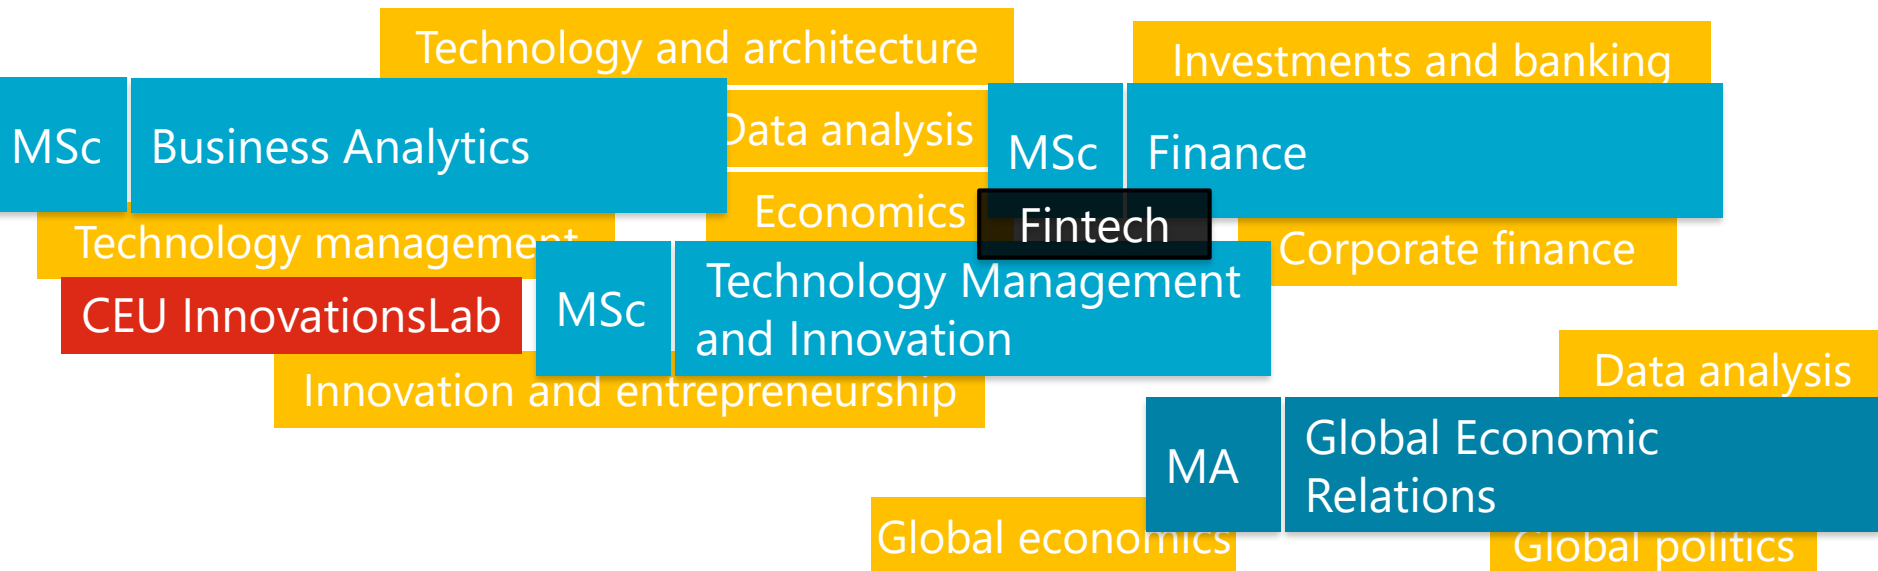 Technology and architecture
Investments and banking
MSc
Business Analytics
Data analysis
MSc
Finance
Economics
Fintech
Technology management
Corporate finance
CEU InnovationsLab
MSc
Technology Management
and Innovation
Innovation and entrepreneurship
Data analysis
MA
Global Economic
Relations
Global economics
Global politics